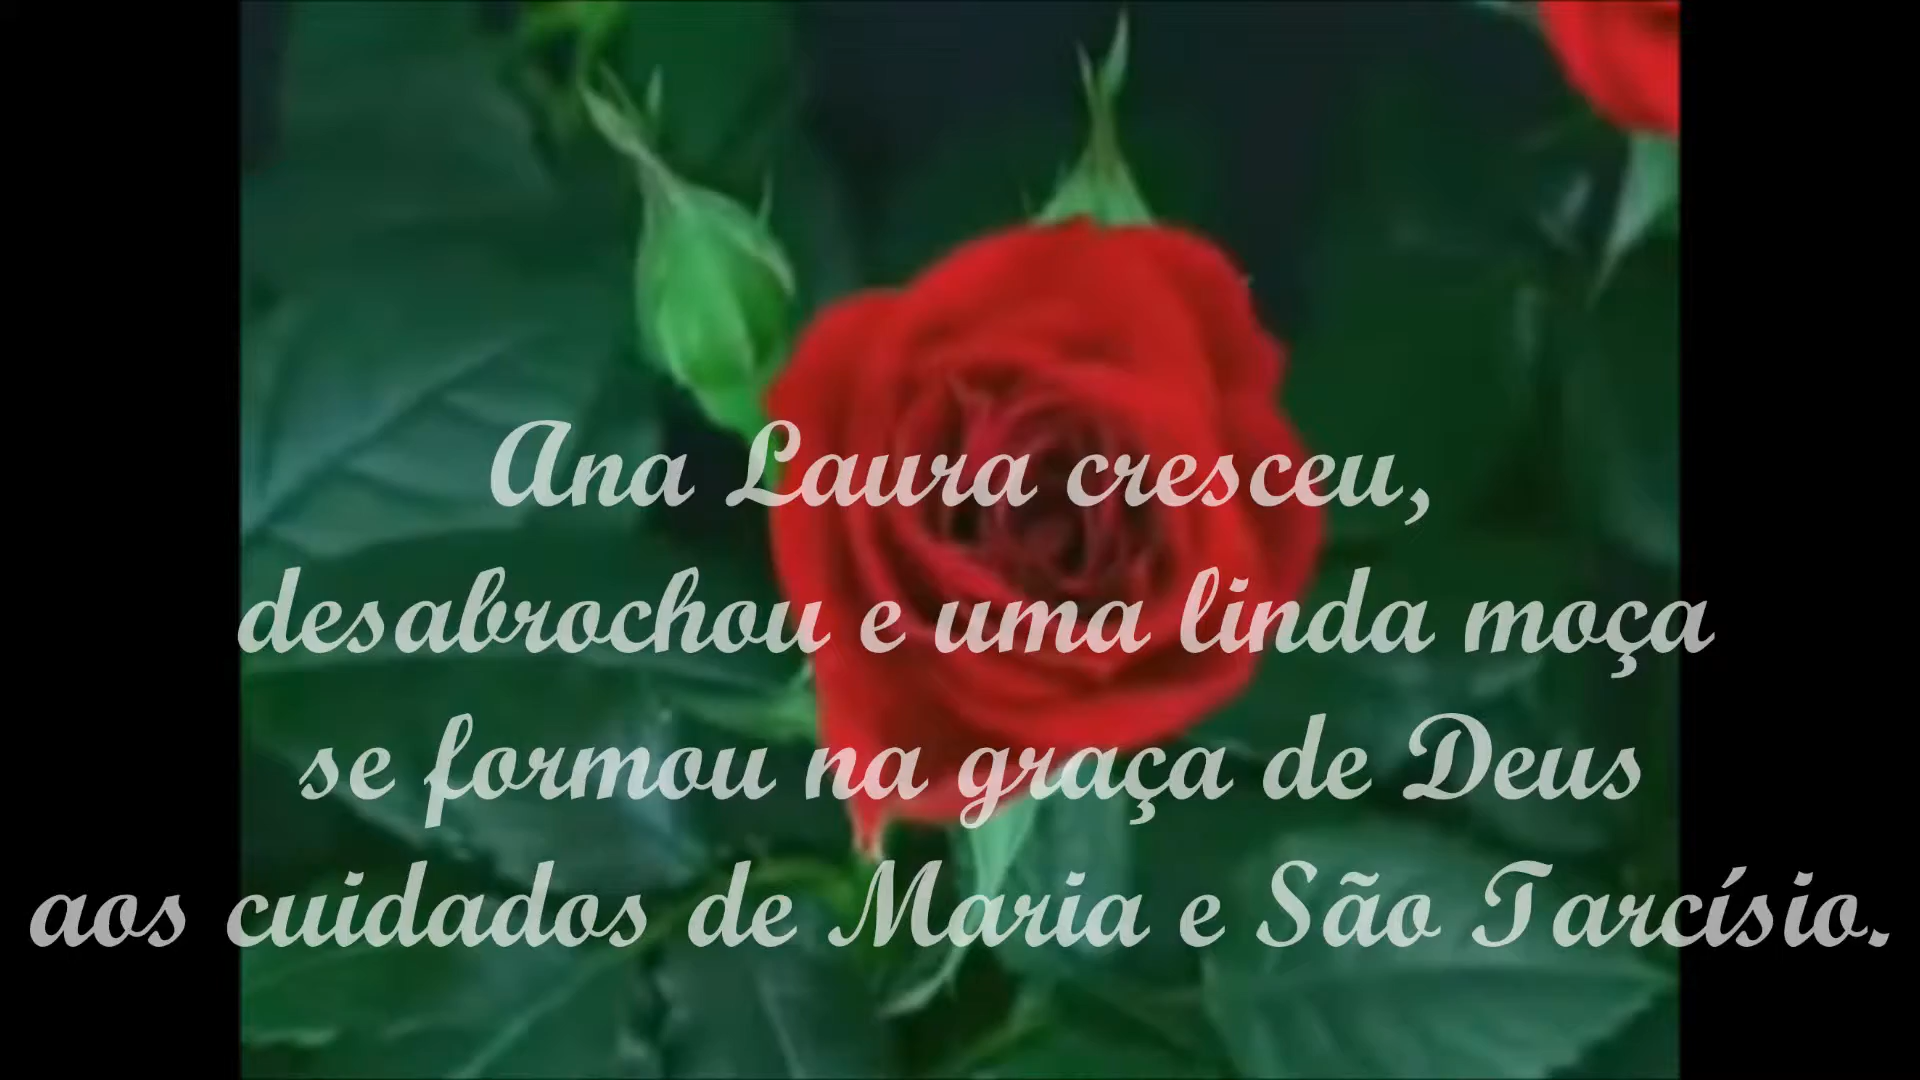 Ana Laura cresceu,
desabrochou e uma linda moça
se formou na graça de Deus
aos cuidados de Maria e São Tarcísio.